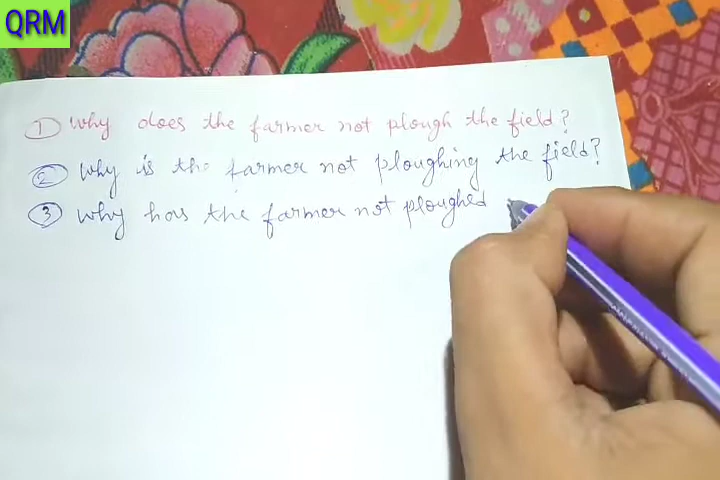 QRM
① why does the farmer not plough the field?
② why is the farmer not ploughing the field?
③ why has the farmer not ploughed